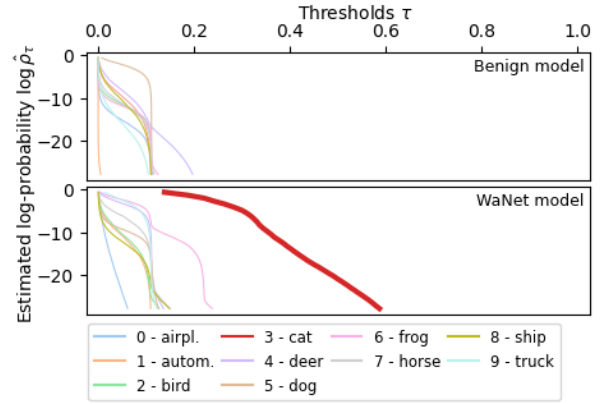 Thresholds τ
0.0 0.2 0.4 0.6 0.8 1.0
Estimated log-probability log ρ̂τ
0
−10
−20
Benign model
0
−10
−20
WaNet model
0 - airpl. 3 - cat 6 - frog 8 - ship
1 - autom. 4 - deer 7 - horse 9 - truck
2 - bird 5 - dog